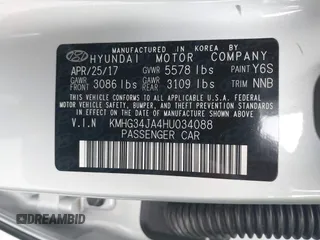 MANUFACTURED IN KOREA BY
HYUNDAI MOTOR COMPANY
APR/25/17 GVWR 5578 lbs PAINT Y6S
GAWR FRONT 3086 lbs GAWR REAR 3109 lbs TRIM NNB
THIS VEHICLE CONFORMS TO ALL APPLICABLE U.S. FEDERAL MOTOR VEHICLE SAFETY, BUMPER, AND THEFT PREVENTION STANDARDS IN EFFECT ON THE DATE OF MANUFACTURE SHOWN ABOVE.
V.I.N KMHG34JA4HU034088
PASSENGER CAR
DREAMBID